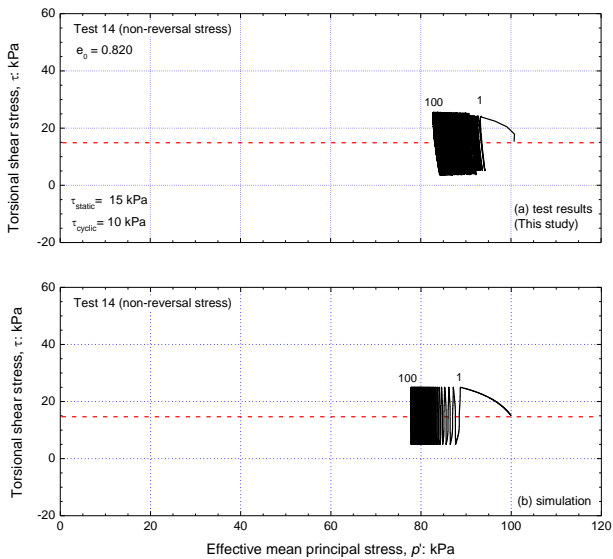 60
Test 14 (non-reversal stress)
e0 = 0.820
40
100
1
20
0
τstatic= 15 kPa
τcyclic= 10 kPa
(a) test results
(This study)
-20
Torsional shear stress, τ: kPa
60
Test 14 (non-reversal stress)
40
100
1
20
0
(b) simulation
-20
Torsional shear stress, τ: kPa
0 20 40 60 80 100 120
Effective mean principal stress, p': kPa